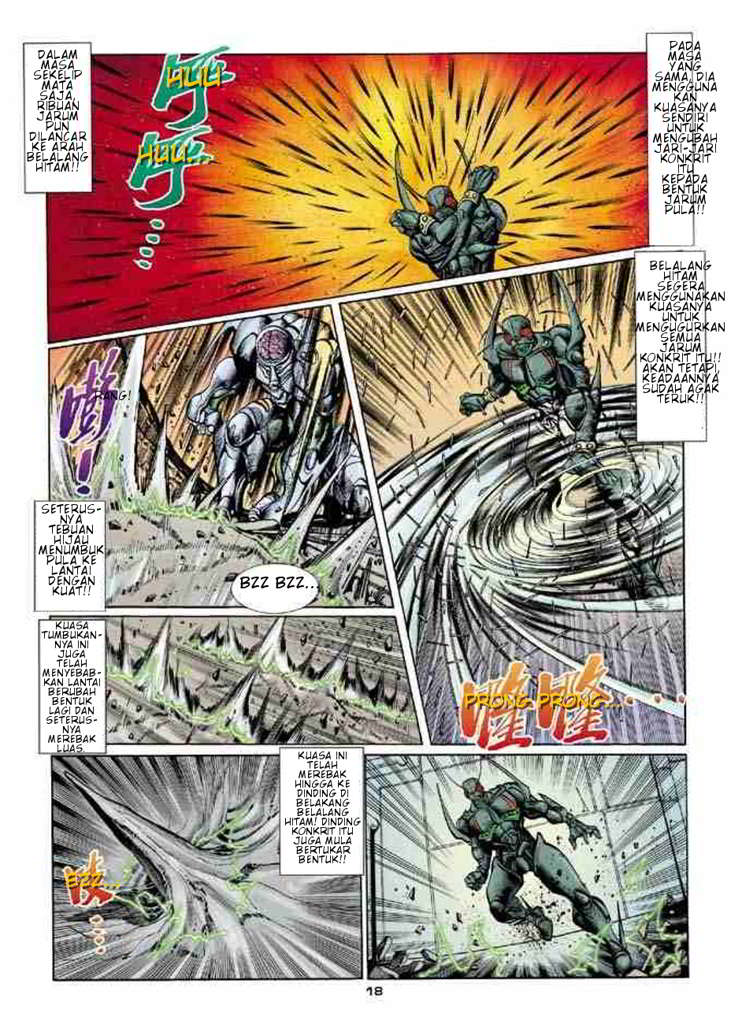 DALAM
MASA
SEKELIP
MATA
SAJA,
RIBUAN
JARUM
PUN
DILANCAR
KE ARAH
BELALANG
HITAM!!
呼
HUU
呼
HUU...
PADA
MASA
YANG
SAMA, DIA
MENGGUNA
KAN
KUASANYA
SENDIRI
UNTUK
MENGUBAH
JARI-JARI
KONKRIT
ITU
KEPADA
BENTUK
JARUM
PULA!!
BELALANG
HITAM
SEGERA
MENGGUNAKAN
KUASANYA
UNTUK
MENGUGURKAN
SEMUA
JARUM
KONKRIT ITU!!
AKAN TETAPI,
KEADAANNYA
SUDAH AGAK
TERUK!!
嘭!
RANG!
SETERUS-
NYA
TEBUAN
HIJAU
MENUMBUK
PULA KE
LANTAI
DENGAN
KUAT!!
BZZ BZZ...
KUASA
TUMBUKAN-
NYA INI
JUGA
TELAH
MENYEBAB-
KAN LANTAI
BERUBAH
BENTUK
LAGI DAN
SETERUS-
NYA
MEREBAK
LUAS.
PRONG PRONG...
KUASA INI
TELAH
MEREBAK
HINGGA KE
DINDING DI
BELAKANG
BELALANG
HITAM! DINDING
KONKRIT ITU
JUGA MULA
BERTUKAR
BENTUK!!
EZZ...
18